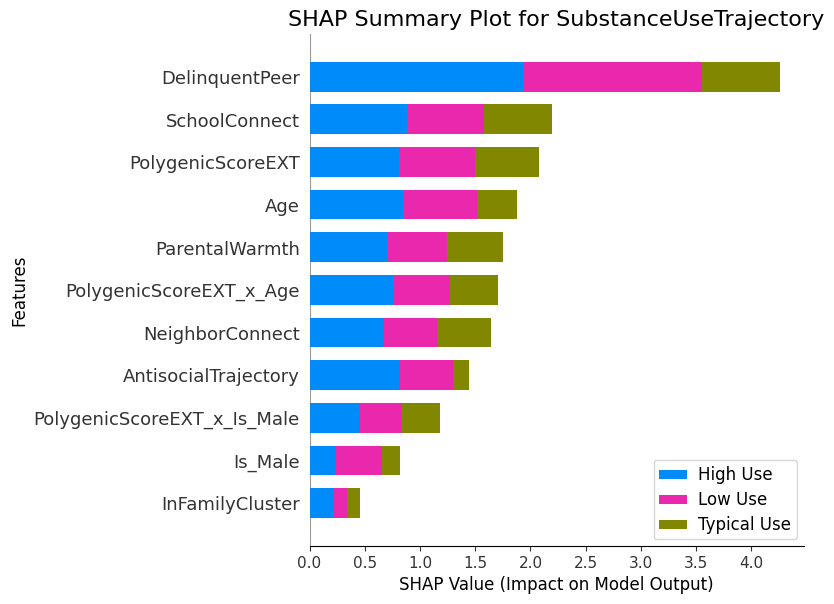 SHAP Summary Plot for SubstanceUseTrajectory
Features
DelinquentPeer
SchoolConnect
PolygenicScoreEXT
Age
ParentalWarmth
PolygenicScoreEXT_x_Age
NeighborConnect
AntisocialTrajectory
PolygenicScoreEXT_x_Is_Male
Is_Male
InFamilyCluster
High Use
Low Use
Typical Use
0.0 0.5 1.0 1.5 2.0 2.5 3.0 3.5 4.0
SHAP Value (Impact on Model Output)